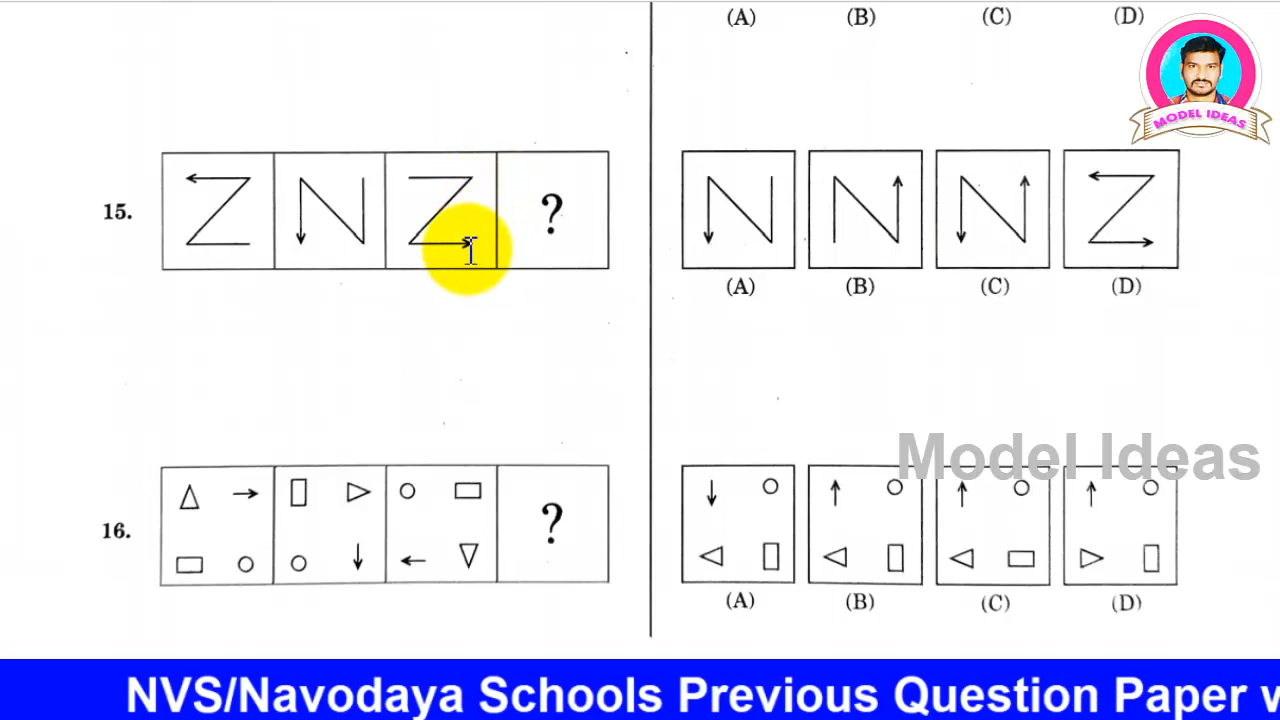 (A) (B) (C) (D)
MODEL IDEAS
15.
?
(A) (B) (C) (D)
Model Ideas
16.
?
(A) (B) (C) (D)
NVS/Navodaya Schools Previous Question Paper